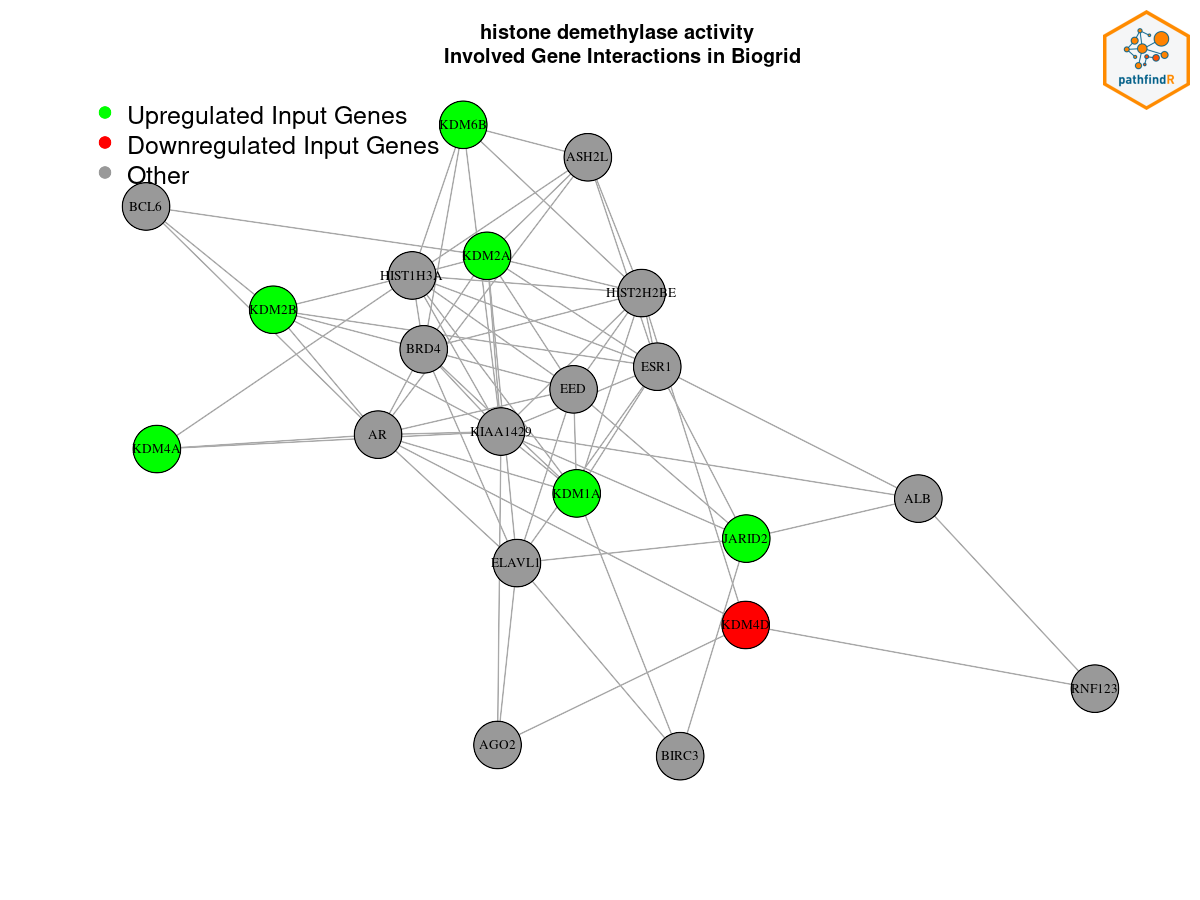 histone demethylase activity
Involved Gene Interactions in Biogrid
pathfindR
Upregulated Input Genes
Downregulated Input Genes
Other
KDM6B
ASH2L
BCL6
KDM2A
HIST1H3A
HIST2H2BE
KDM2B
BRD4
ESR1
EED
AR
KIAA1429
KDM4A
KDM1A
ALB
JARID2
ELAVL1
KDM4D
RNF123
AGO2
BIRC3